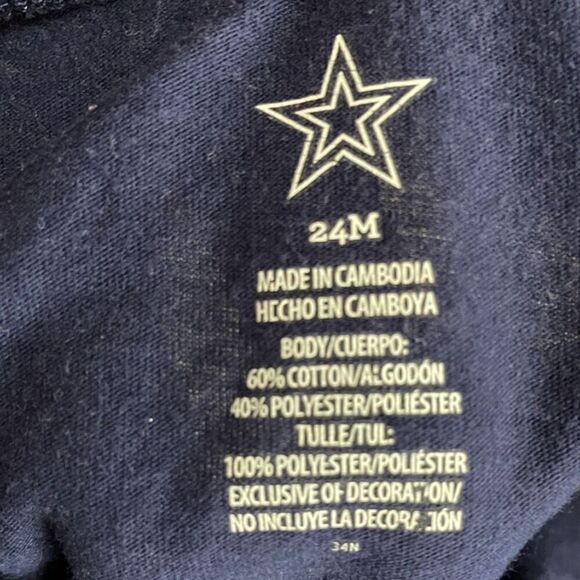 24M
MADE IN CAMBODIA
HECHO EN CAMBOYA
BODY/CUERPO:
60% COTTON/ALGODÓN
40% POLYESTER/POLIÉSTER
TULLE/TUL:
100% POLYESTER/POLIÉSTER
EXCLUSIVE OF DECORATION/
NO INCLUYE LA DECORACIÓN
34N